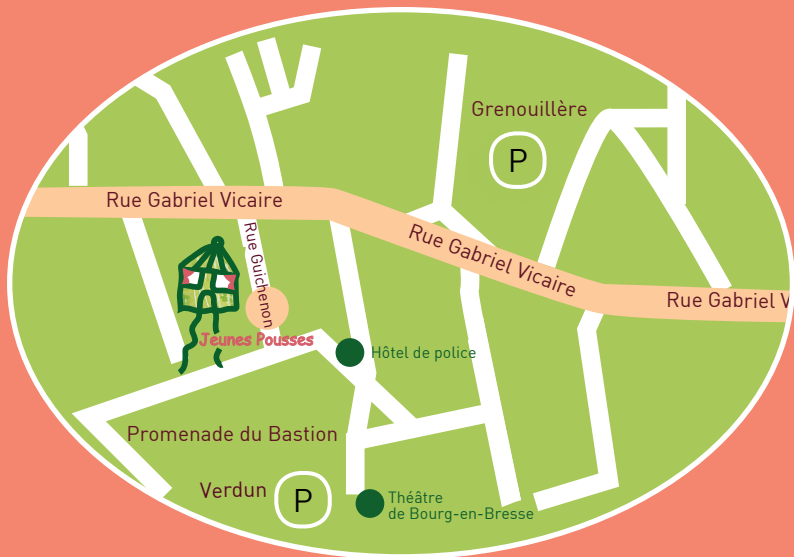 Grenouillère
P
Rue Gabriel Vicaire
Rue Guichenon
Rue Gabriel Vicaire
Rue Gabriel V
Jeunes Pousses
Hôtel de police
Promenade du Bastion
Verdun
P
Théâtre
de Bourg-en-Bresse